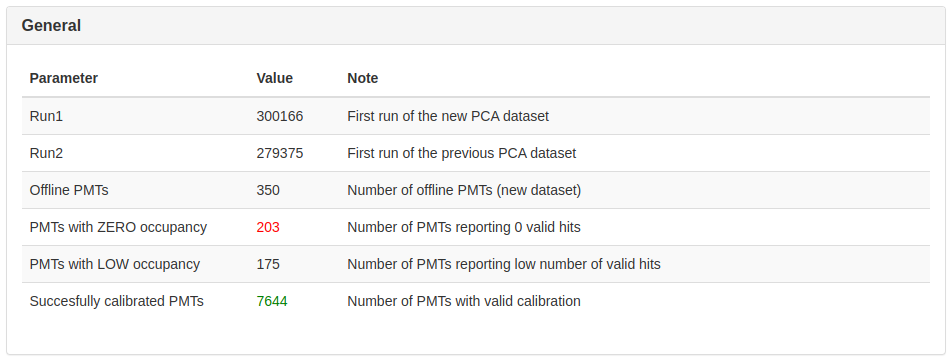 General
Parameter Value Note
Run1 300166 First run of the new PCA dataset
Run2 279375 First run of the previous PCA dataset
Offline PMTs 350 Number of offline PMTs (new dataset)
PMTs with ZERO occupancy 203 Number of PMTs reporting 0 valid hits
PMTs with LOW occupancy 175 Number of PMTs reporting low number of valid hits
Succesfully calibrated PMTs 7644 Number of PMTs with valid calibration